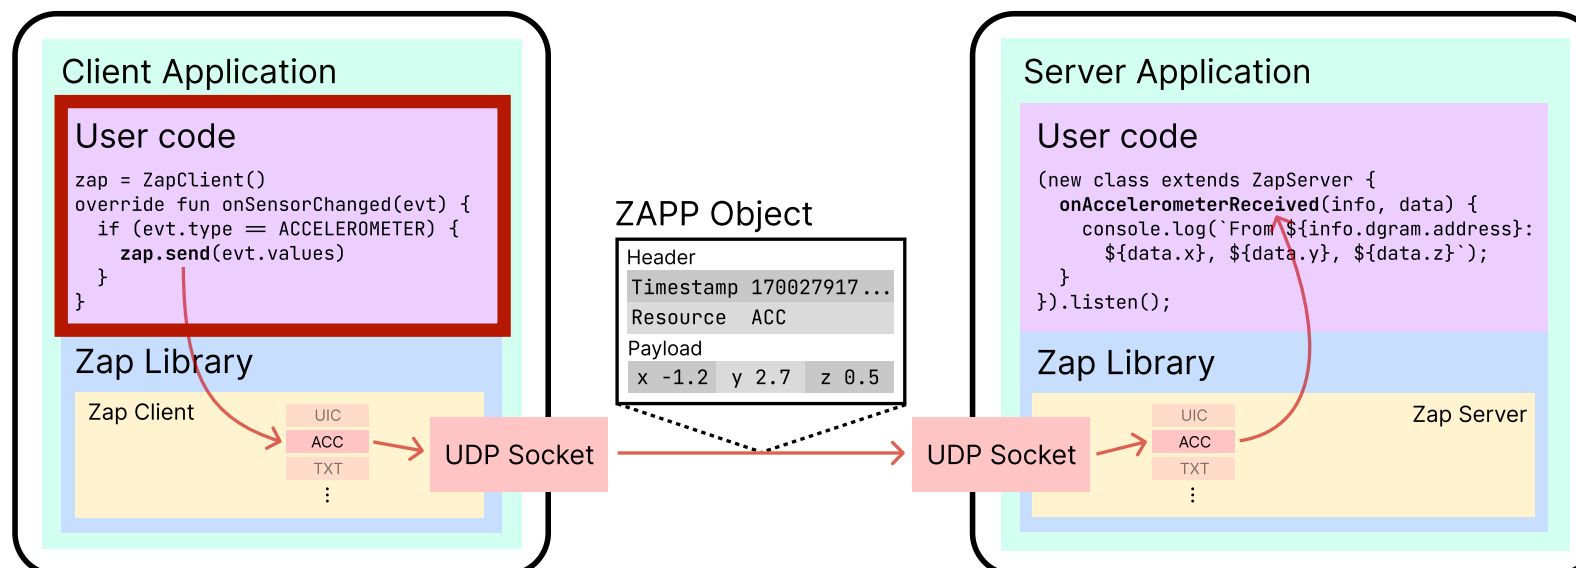 Client Application
User code
zap = ZapClient()
override fun onSensorChanged(evt) {
if (evt.type == ACCELEROMETER) {
zap.send(evt.values)
}
}
Zap Library
Zap Client
UIC
ACC
TXT
⋮
UDP Socket
ZAPP Object
Header
Timestamp 170027917...
Resource ACC
Payload
x -1.2 y 2.7 z 0.5
UDP Socket
Server Application
User code
(new class extends ZapServer {
onAccelerometerReceived(info, data) {
console.log(`From ${info.dgram.address}:
${data.x}, ${data.y}, ${data.z}`);
}
}).listen();
Zap Library
Zap Server
UIC
ACC
TXT
⋮